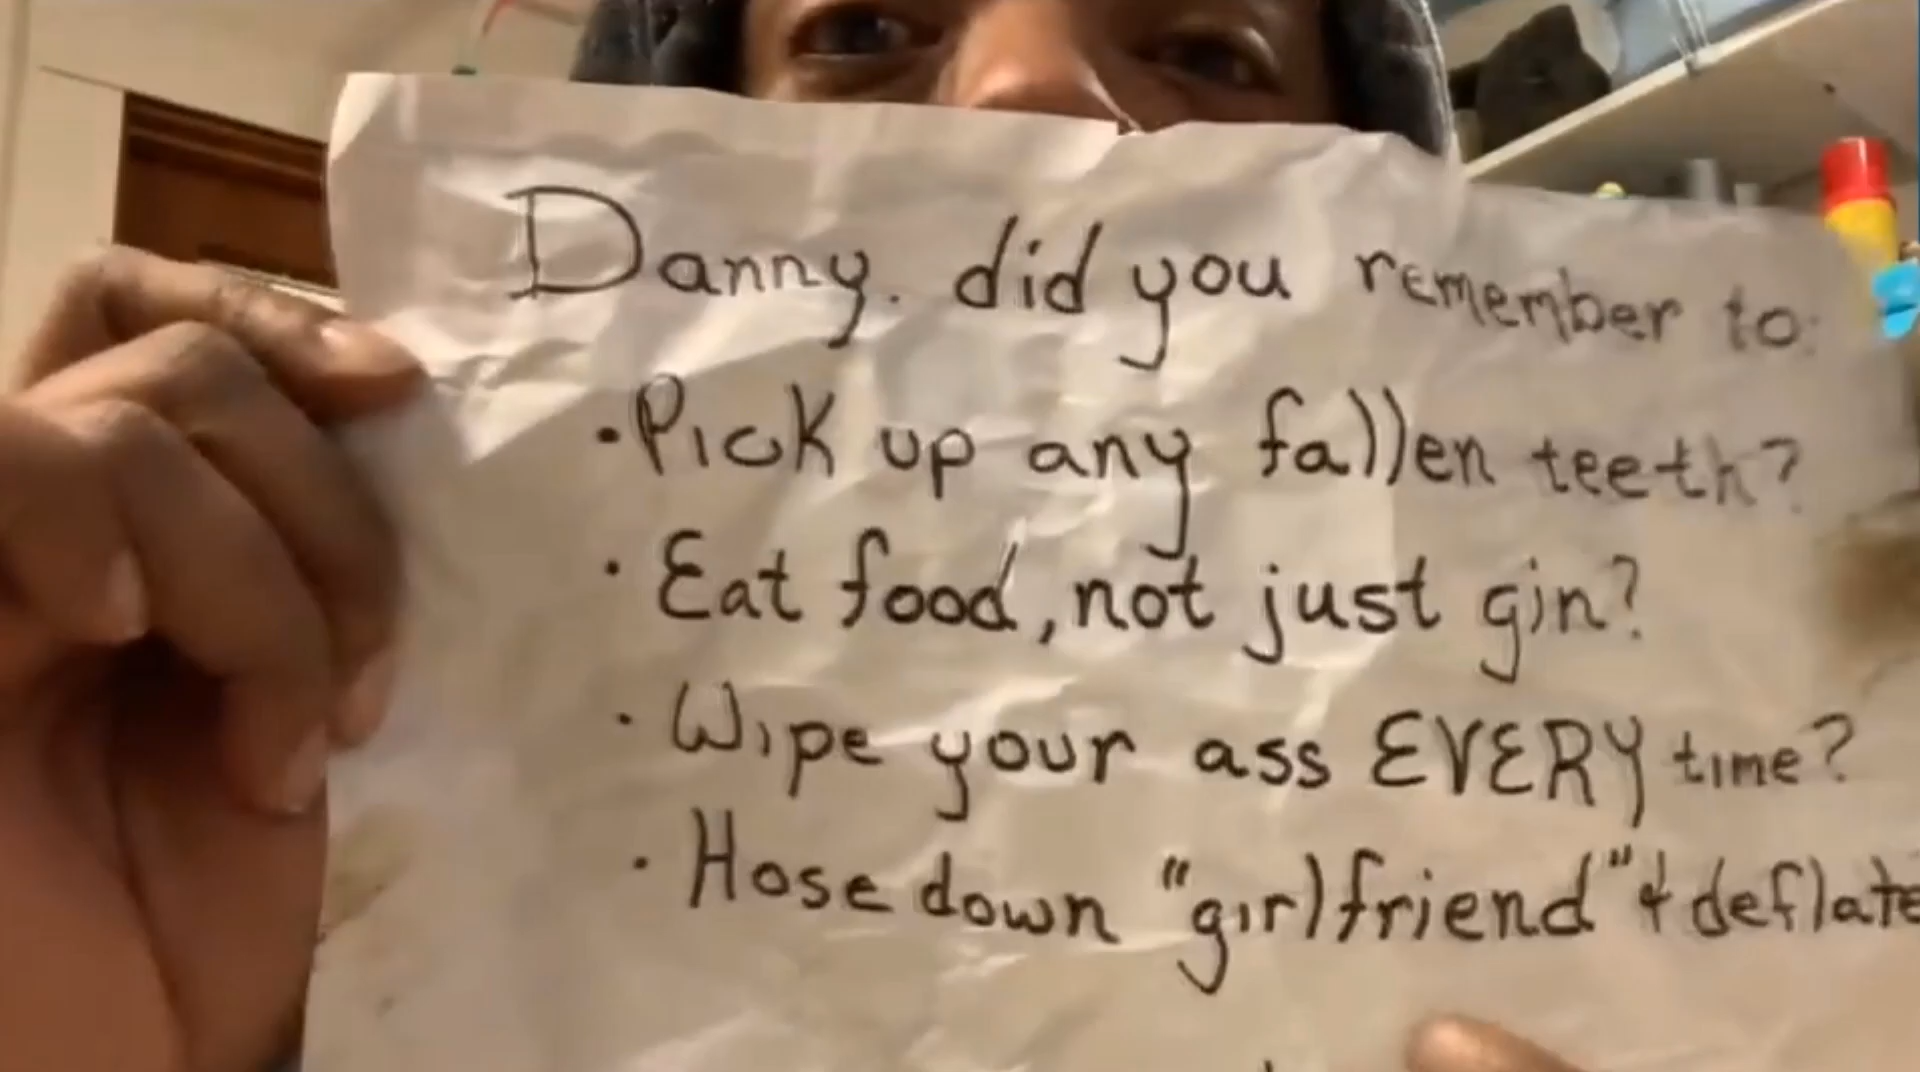 Danny. did you remember to:
• Pick up any fallen teeth?
• Eat food, not just gin?
• Wipe your ass EVERY time?
• Hose down "girlfriend" & deflate